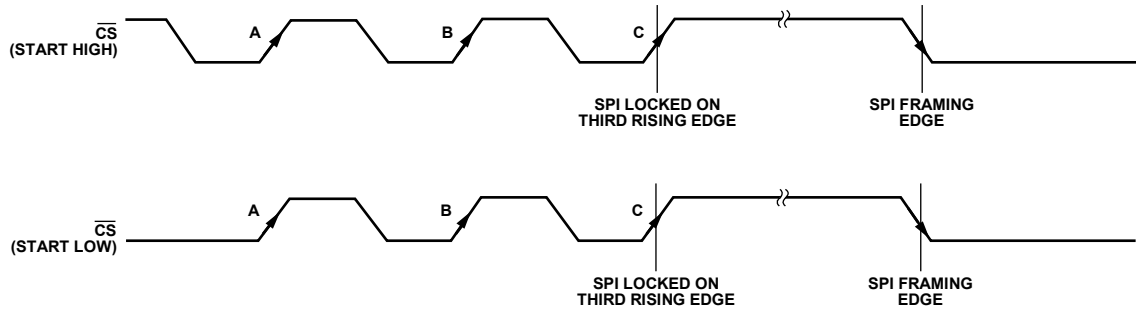 CS
(START HIGH)
A
B
C
SPI LOCKED ON
THIRD RISING EDGE
SPI FRAMING
EDGE
CS
(START LOW)
A
B
C
SPI LOCKED ON
THIRD RISING EDGE
SPI FRAMING
EDGE